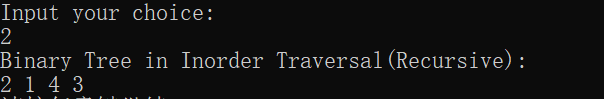 Input your choice:
2
Binary Tree in Inorder Traversal(Recursive):
2 1 4 3